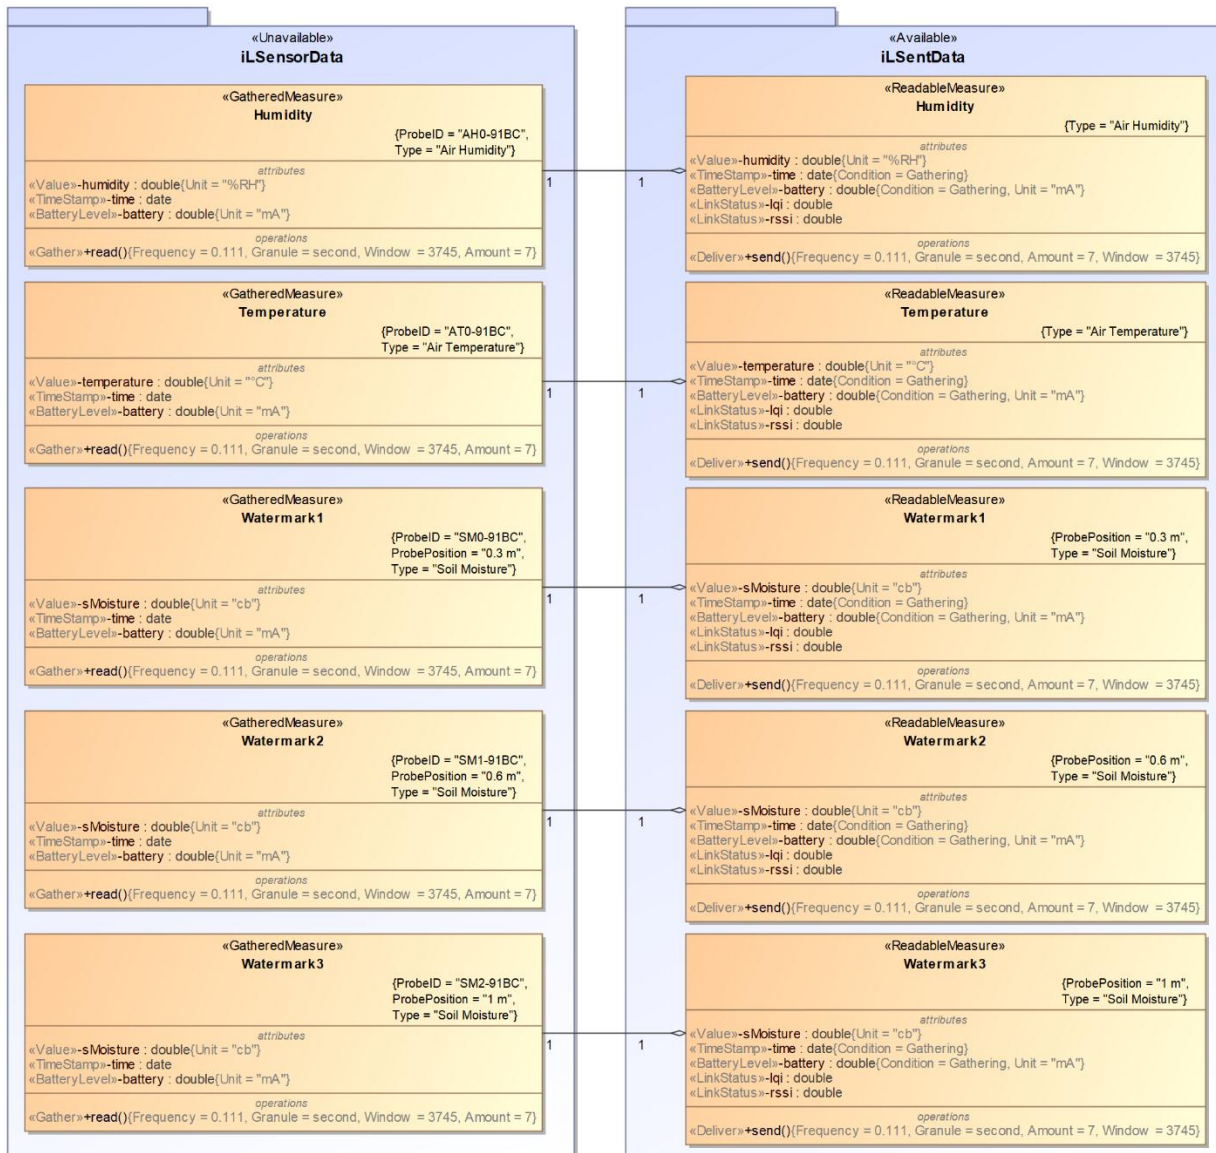 «Unavailable»
iLSensorData
«GatheredMeasure»
Humidity
{ProbeID = "AH0-91BC",
Type = "Air Humidity"}
attributes
«Value»-humidity : double{Unit = "%RH"}
«TimeStamp»-time : date
«BatteryLevel»-battery : double{Unit = "mA"}
operations
«Gather»+read(){Frequency = 0.111, Granule = second, Window = 3745, Amount = 7}
1
«GatheredMeasure»
Temperature
{ProbeID = "AT0-91BC",
Type = "Air Temperature"}
attributes
«Value»-temperature : double{Unit = "°C"}
«TimeStamp»-time : date
«BatteryLevel»-battery : double{Unit = "mA"}
operations
«Gather»+read(){Frequency = 0.111, Granule = second, Window = 3745, Amount = 7}
1
«GatheredMeasure»
Watermark1
{ProbeID = "SM0-91BC",
ProbePosition = "0.3 m",
Type = "Soil Moisture"}
attributes
«Value»-sMoisture : double{Unit = "cb"}
«TimeStamp»-time : date
«BatteryLevel»-battery : double{Unit = "mA"}
operations
«Gather»+read(){Frequency = 0.111, Granule = second, Window = 3745, Amount = 7}
1
«GatheredMeasure»
Watermark2
{ProbeID = "SM1-91BC",
ProbePosition = "0.6 m",
Type = "Soil Moisture"}
attributes
«Value»-sMoisture : double{Unit = "cb"}
«TimeStamp»-time : date
«BatteryLevel»-battery : double{Unit = "mA"}
operations
«Gather»+read(){Frequency = 0.111, Granule = second, Window = 3745, Amount = 7}
1
«GatheredMeasure»
Watermark3
{ProbeID = "SM2-91BC",
ProbePosition = "1 m",
Type = "Soil Moisture"}
attributes
«Value»-sMoisture : double{Unit = "cb"}
«TimeStamp»-time : date
«BatteryLevel»-battery : double{Unit = "mA"}
operations
«Gather»+read(){Frequency = 0.111, Granule = second, Window = 3745, Amount = 7}
1
«Available»
iLSentData
«ReadableMeasure»
Humidity
{Type = "Air Humidity"}
attributes
«Value»-humidity : double{Unit = "%RH"}
«TimeStamp»-time : date{Condition = Gathering}
«BatteryLevel»-battery : double{Condition = Gathering, Unit = "mA"}
«LinkStatus»-lqi : double
«LinkStatus»-rssi : double
operations
«Deliver»+send(){Frequency = 0.111, Granule = second, Amount = 7, Window = 3745}
1
«ReadableMeasure»
Temperature
{Type = "Air Temperature"}
attributes
«Value»-temperature : double{Unit = "°C"}
«TimeStamp»-time : date{Condition = Gathering}
«BatteryLevel»-battery : double{Condition = Gathering, Unit = "mA"}
«LinkStatus»-lqi : double
«LinkStatus»-rssi : double
operations
«Deliver»+send(){Frequency = 0.111, Granule = second, Amount = 7, Window = 3745}
1
«ReadableMeasure»
Watermark1
{ProbePosition = "0.3 m",
Type = "Soil Moisture"}
attributes
«Value»-sMoisture : double{Unit = "cb"}
«TimeStamp»-time : date{Condition = Gathering}
«BatteryLevel»-battery : double{Condition = Gathering, Unit = "mA"}
«LinkStatus»-lqi : double
«LinkStatus»-rssi : double
operations
«Deliver»+send(){Frequency = 0.111, Granule = second, Amount = 7, Window = 3745}
1
«ReadableMeasure»
Watermark2
{ProbePosition = "0.6 m",
Type = "Soil Moisture"}
attributes
«Value»-sMoisture : double{Unit = "cb"}
«TimeStamp»-time : date{Condition = Gathering}
«BatteryLevel»-battery : double{Condition = Gathering, Unit = "mA"}
«LinkStatus»-lqi : double
«LinkStatus»-rssi : double
operations
«Deliver»+send(){Frequency = 0.111, Granule = second, Amount = 7, Window = 3745}
1
«ReadableMeasure»
Watermark3
{ProbePosition = "1 m",
Type = "Soil Moisture"}
attributes
«Value»-sMoisture : double{Unit = "cb"}
«TimeStamp»-time : date{Condition = Gathering}
«BatteryLevel»-battery : double{Condition = Gathering, Unit = "mA"}
«LinkStatus»-lqi : double
«LinkStatus»-rssi : double
operations
«Deliver»+send(){Frequency = 0.111, Granule = second, Amount = 7, Window = 3745}
1